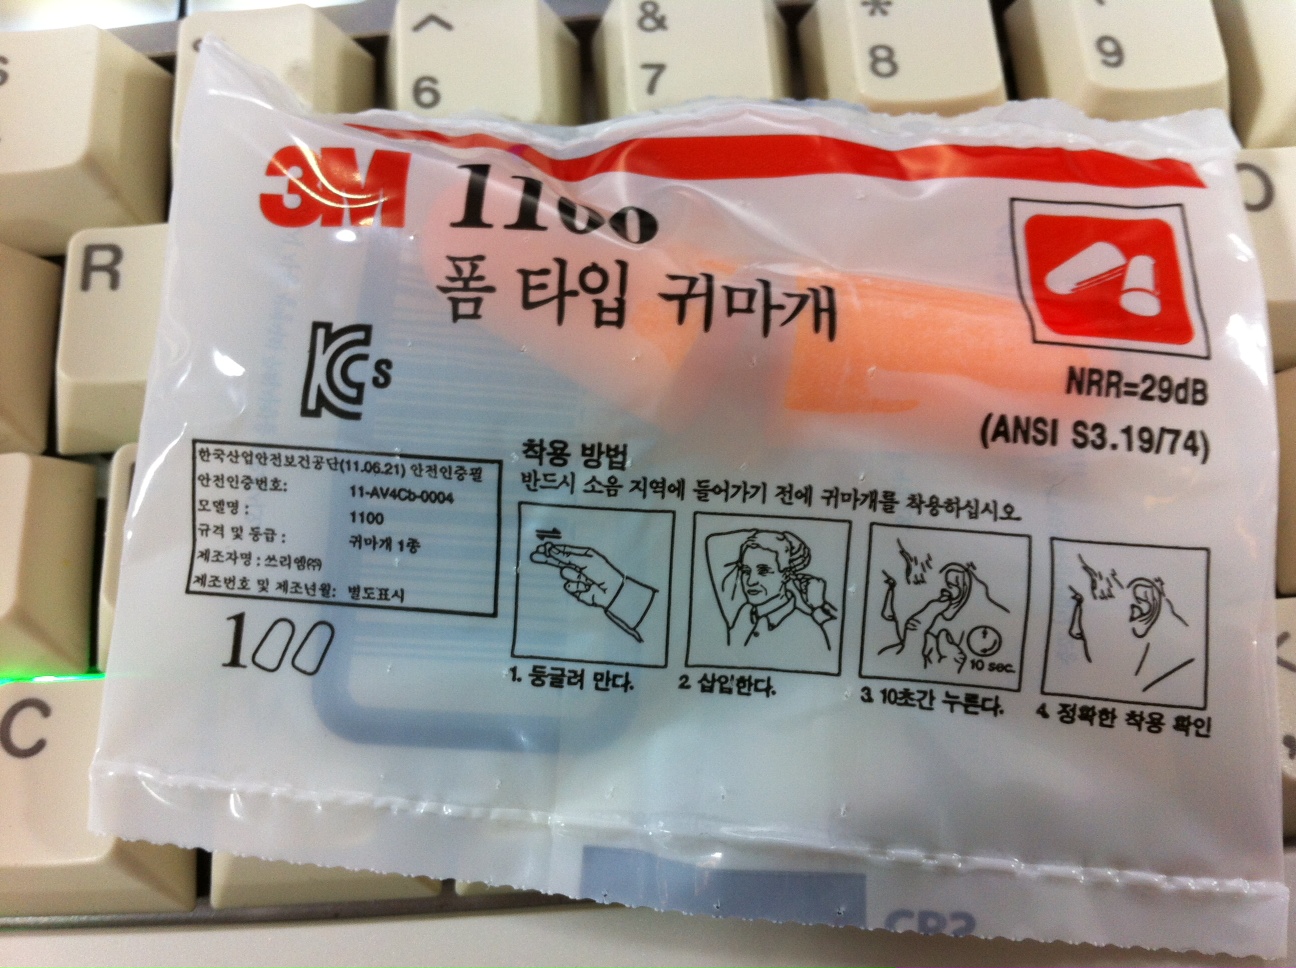 ^
6
&
7
*
8
9
R
C
3M 1100
폼 타입 귀마개
NRR=29dB
(ANSI S3.19/74)
KCs
한국산업안전보건공단(11.06.21) 안전인증필
안전인증번호: 11-AV4Cb-0004
모델명 : 1100
규격 및 등급 : 귀마개 1종
제조자명 : 쓰리엠㈜
제조번호 및 제조년월: 별도표시
100
착용 방법
반드시 소음 지역에 들어가기 전에 귀마개를 착용하십시오
10 sec.
1. 둥글려 만다.
2. 삽입한다.
3. 10초간 누른다.
4. 정확한 착용 확인